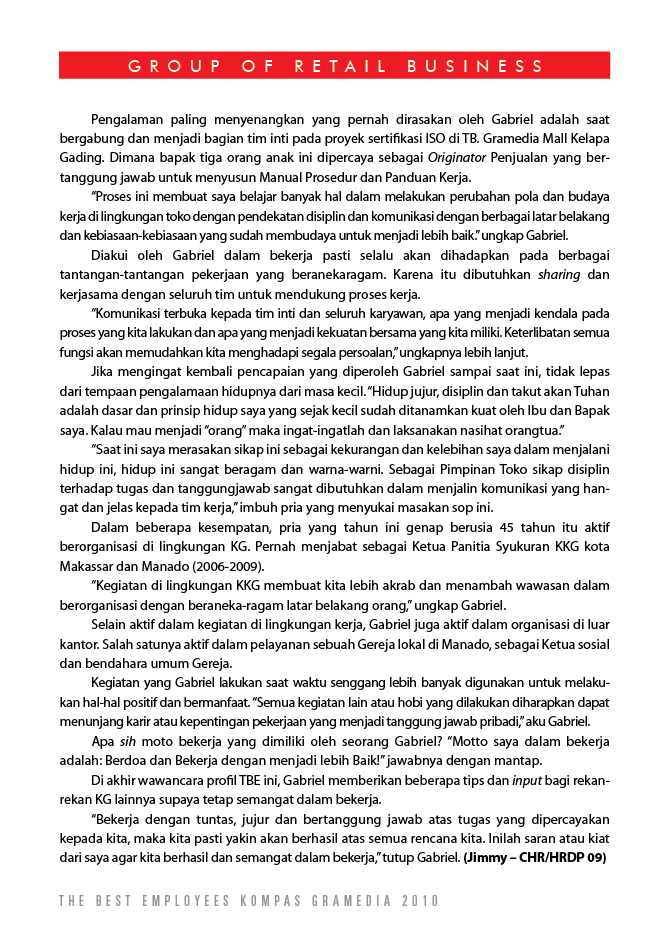 GROUP OF RETAIL BUSINESS
Pengalaman paling menyenangkan yang pernah dirasakan oleh Gabriel adalah saat
bergabung dan menjadi bagian tim inti pada proyek sertifikasi ISO di TB. Gramedia Mall Kelapa
Gading. Dimana bapak tiga orang anak ini dipercaya sebagai Originator Penjualan yang ber-
tanggung jawab untuk menyusun Manual Prosedur dan Panduan Kerja.
“Proses ini membuat saya belajar banyak hal dalam melakukan perubahan pola dan budaya
kerja di lingkungan toko dengan pendekatan disiplin dan komunikasi dengan berbagai latar belakang
dan kebiasaan-kebiasaan yang sudah membudaya untuk menjadi lebih baik.” ungkap Gabriel.
Diakui oleh Gabriel dalam bekerja pasti selalu akan dihadapkan pada berbagai
tantangan-tantangan pekerjaan yang beranekaragam. Karena itu dibutuhkan sharing dan
kerjasama dengan seluruh tim untuk mendukung proses kerja.
“Komunikasi terbuka kepada tim inti dan seluruh karyawan, apa yang menjadi kendala pada
proses yang kita lakukan dan apa yang menjadi kekuatan bersama yang kita miliki. Keterlibatan semua
fungsi akan memudahkan kita menghadapi segala persoalan,” ungkapnya lebih lanjut.
Jika mengingat kembali pencapaian yang diperoleh Gabriel sampai saat ini, tidak lepas
dari tempaan pengalamaan hidupnya dari masa kecil. “Hidup jujur, disiplin dan takut akan Tuhan
adalah dasar dan prinsip hidup saya yang sejak kecil sudah ditanamkan kuat oleh Ibu dan Bapak
saya. Kalau mau menjadi “orang” maka ingat-ingatlah dan laksanakan nasihat orangtua.”
“Saat ini saya merasakan sikap ini sebagai kekurangan dan kelebihan saya dalam menjalani
hidup ini, hidup ini sangat beragam dan warna-warni. Sebagai Pimpinan Toko sikap disiplin
terhadap tugas dan tanggungjawab sangat dibutuhkan dalam menjalin komunikasi yang han-
gat dan jelas kepada tim kerja,” imbuh pria yang menyukai masakan sop ini.
Dalam beberapa kesempatan, pria yang tahun ini genap berusia 45 tahun itu aktif
berorganisasi di lingkungan KG. Pernah menjabat sebagai Ketua Panitia Syukuran KKG kota
Makassar dan Manado (2006-2009).
“Kegiatan di lingkungan KKG membuat kita lebih akrab dan menambah wawasan dalam
berorganisasi dengan beraneka-ragam latar belakang orang,” ungkap Gabriel.
Selain aktif dalam kegiatan di lingkungan kerja, Gabriel juga aktif dalam organisasi di luar
kantor. Salah satunya aktif dalam pelayanan sebuah Gereja lokal di Manado, sebagai Ketua sosial
dan bendahara umum Gereja.
Kegiatan yang Gabriel lakukan saat waktu senggang lebih banyak digunakan untuk melaku-
kan hal-hal positif dan bermanfaat. “Semua kegiatan lain atau hobi yang dilakukan diharapkan dapat
menunjang karir atau kepentingan pekerjaan yang menjadi tanggung jawab pribadi,” aku Gabriel.
Apa sih moto bekerja yang dimiliki oleh seorang Gabriel? “Motto saya dalam bekerja
adalah: Berdoa dan Bekerja dengan menjadi lebih Baik!” jawabnya dengan mantap.
Di akhir wawancara profil TBE ini, Gabriel memberikan beberapa tips dan input bagi rekan-
rekan KG lainnya supaya tetap semangat dalam bekerja.
“Bekerja dengan tuntas, jujur dan bertanggung jawab atas tugas yang dipercayakan
kepada kita, maka kita pasti yakin akan berhasil atas semua rencana kita. Inilah saran atau kiat
dari saya agar kita berhasil dan semangat dalam bekerja,” tutup Gabriel. (Jimmy – CHR/HRDP 09)
THE BEST EMPLOYEES KOMPAS GRAMEDIA 2010